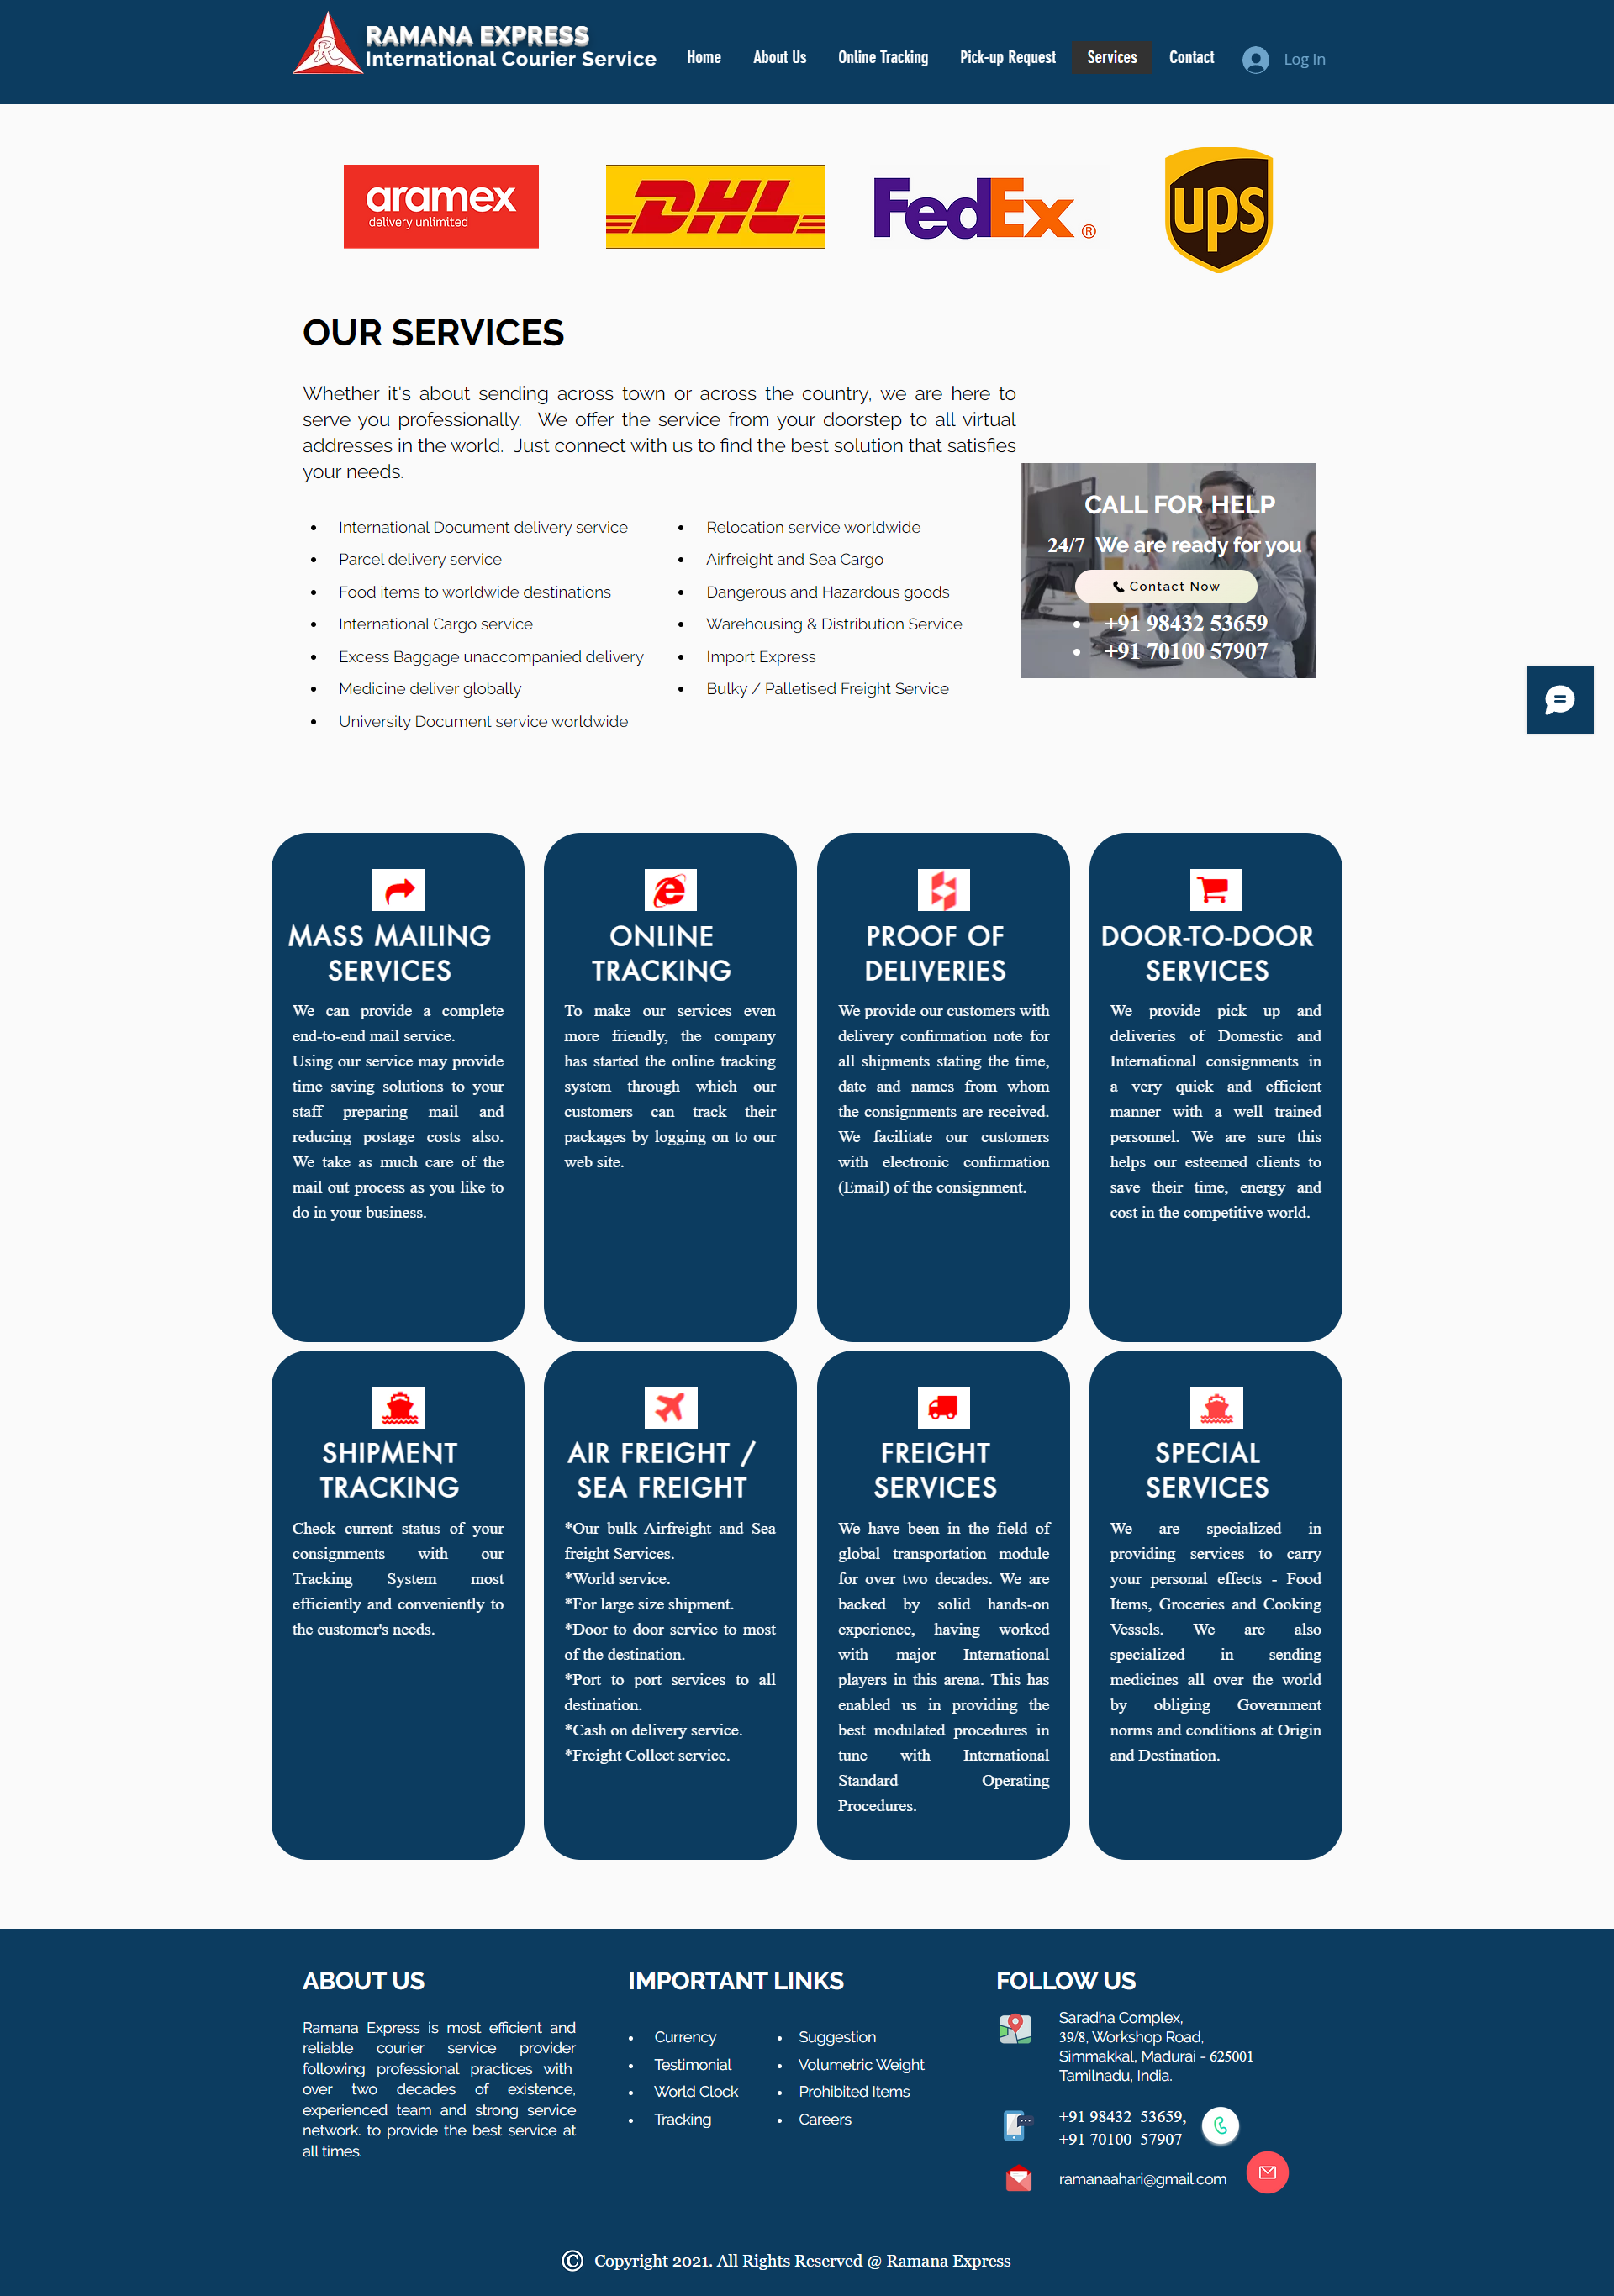 RAMANA EXPRESS
International Courier Service
Home
About Us
Online Tracking
Pick-up Request
Services
Contact
Log In
aramex
delivery unlimited
DHL
FedEx ®
ups
OUR SERVICES
Whether it's about sending across town or across the country, we are here to
serve you professionally. We offer the service from your doorstep to all virtual
addresses in the world. Just connect with us to find the best solution that satisfies
your needs.
• International Document delivery service
• Parcel delivery service
• Food items to worldwide destinations
• International Cargo service
• Excess Baggage unaccompanied delivery
• Medicine deliver globally
• University Document service worldwide
• Relocation service worldwide
• Airfreight and Sea Cargo
• Dangerous and Hazardous goods
• Warehousing & Distribution Service
• Import Express
• Bulky / Palletised Freight Service
CALL FOR HELP
24/7 We are ready for you
Contact Now
• +91 98432 53659
• +91 70100 57907
MASS MAILING
SERVICES
We can provide a complete
end-to-end mail service.
Using our service may provide
time saving solutions to your
staff preparing mail and
reducing postage costs also.
We take as much care of the
mail out process as you like to
do in your business.
ONLINE
TRACKING
To make our services even
more friendly, the company
has started the online tracking
system through which our
customers can track their
packages by logging on to our
web site.
PROOF OF
DELIVERIES
We provide our customers with
delivery confirmation note for
all shipments stating the time,
date and names from whom
the consignments are received.
We facilitate our customers
with electronic confirmation
(Email) of the consignment.
DOOR-TO-DOOR
SERVICES
We provide pick up and
deliveries of Domestic and
International consignments in
a very quick and efficient
manner with a well trained
personnel. We are sure this
helps our esteemed clients to
save their time, energy and
cost in the competitive world.
SHIPMENT
TRACKING
Check current status of your
consignments with our
Tracking System most
efficiently and conveniently to
the customer's needs.
AIR FREIGHT /
SEA FREIGHT
*Our bulk Airfreight and Sea
freight Services.
*World service.
*For large size shipment.
*Door to door service to most
of the destination.
*Port to port services to all
destination.
*Cash on delivery service.
*Freight Collect service.
FREIGHT
SERVICES
We have been in the field of
global transportation module
for over two decades. We are
backed by solid hands-on
experience, having worked
with major International
players in this arena. This has
enabled us in providing the
best modulated procedures in
tune with International
Standard Operating
Procedures.
SPECIAL
SERVICES
We are specialized in
providing services to carry
your personal effects - Food
Items, Groceries and Cooking
Vessels. We are also
specialized in sending
medicines all over the world
by obliging Government
norms and conditions at Origin
and Destination.
ABOUT US
Ramana Express is most efficient and
reliable courier service provider
following professional practices with
over two decades of existence,
experienced team and strong service
network. to provide the best service at
all times.
IMPORTANT LINKS
• Currency
• Testimonial
• World Clock
• Tracking
• Suggestion
• Volumetric Weight
• Prohibited Items
• Careers
FOLLOW US
Saradha Complex,
39/8, Workshop Road,
Simmakkal, Madurai - 625001
Tamilnadu, India.
+91 98432 53659,
+91 70100 57907
ramanaahari@gmail.com
© Copyright 2021. All Rights Reserved @ Ramana Express